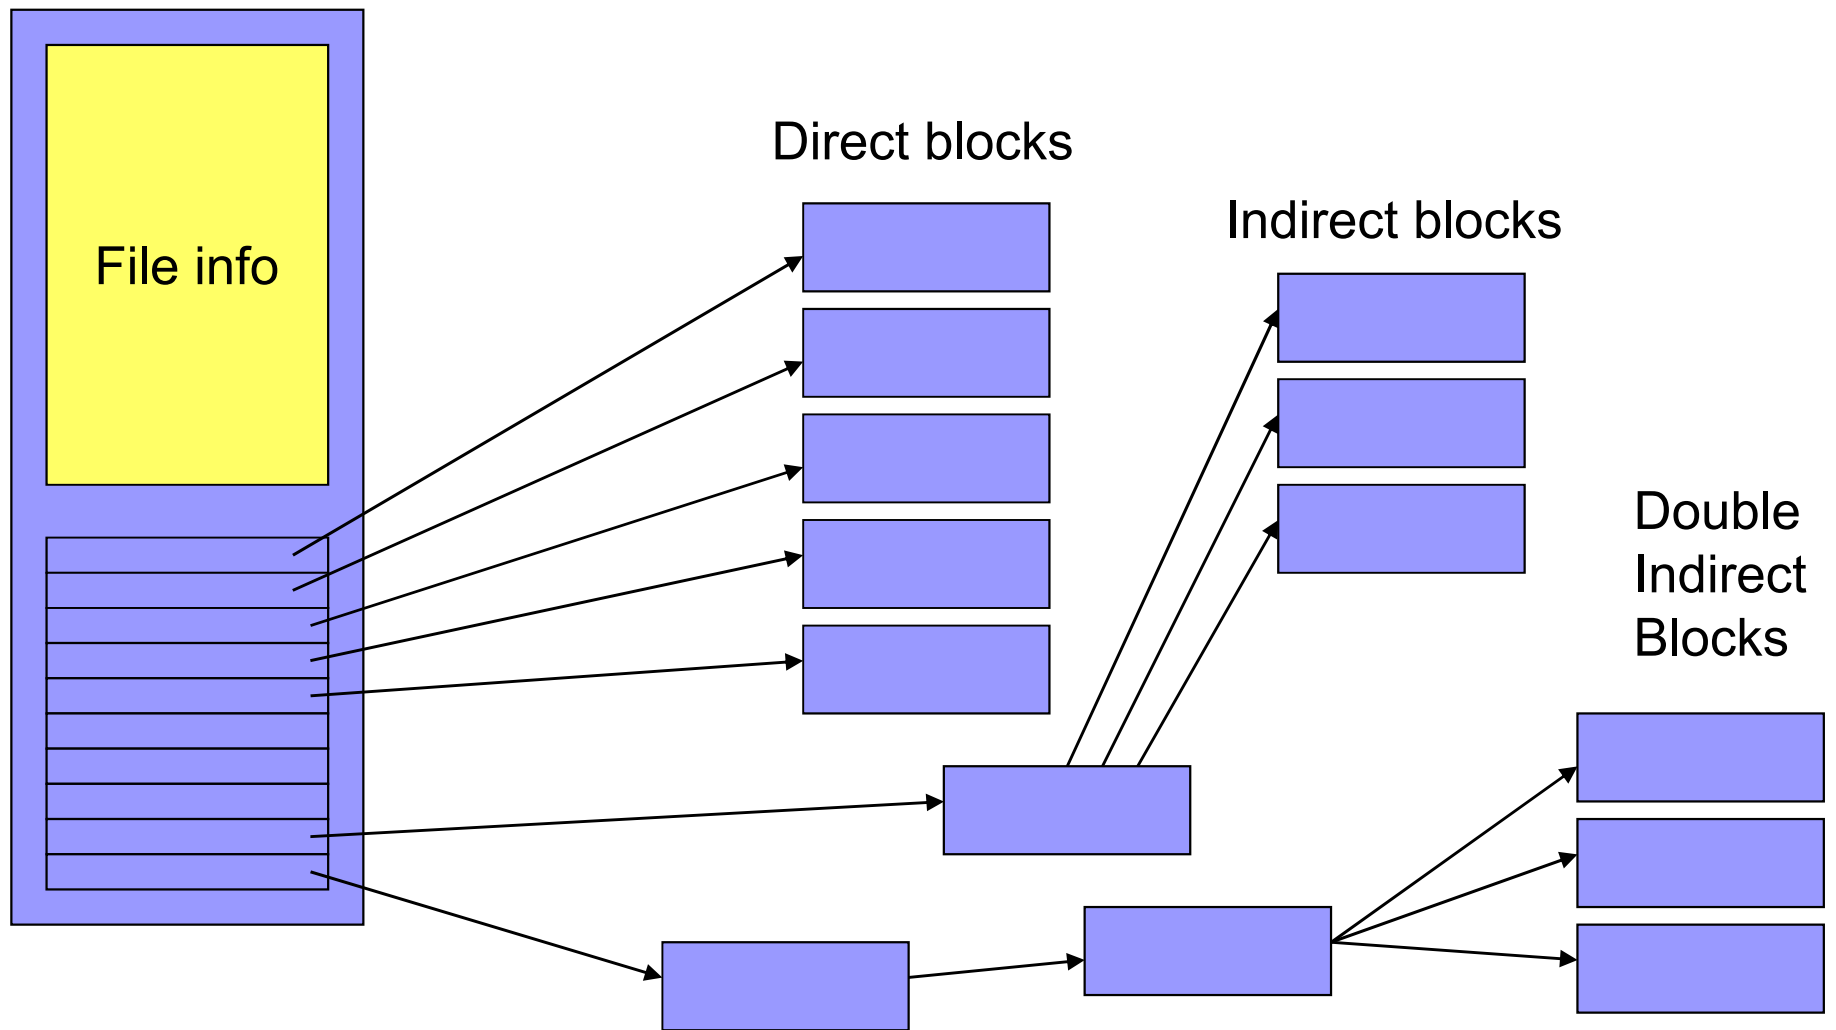 Direct blocks
Indirect blocks
File info
Double
Indirect
Blocks